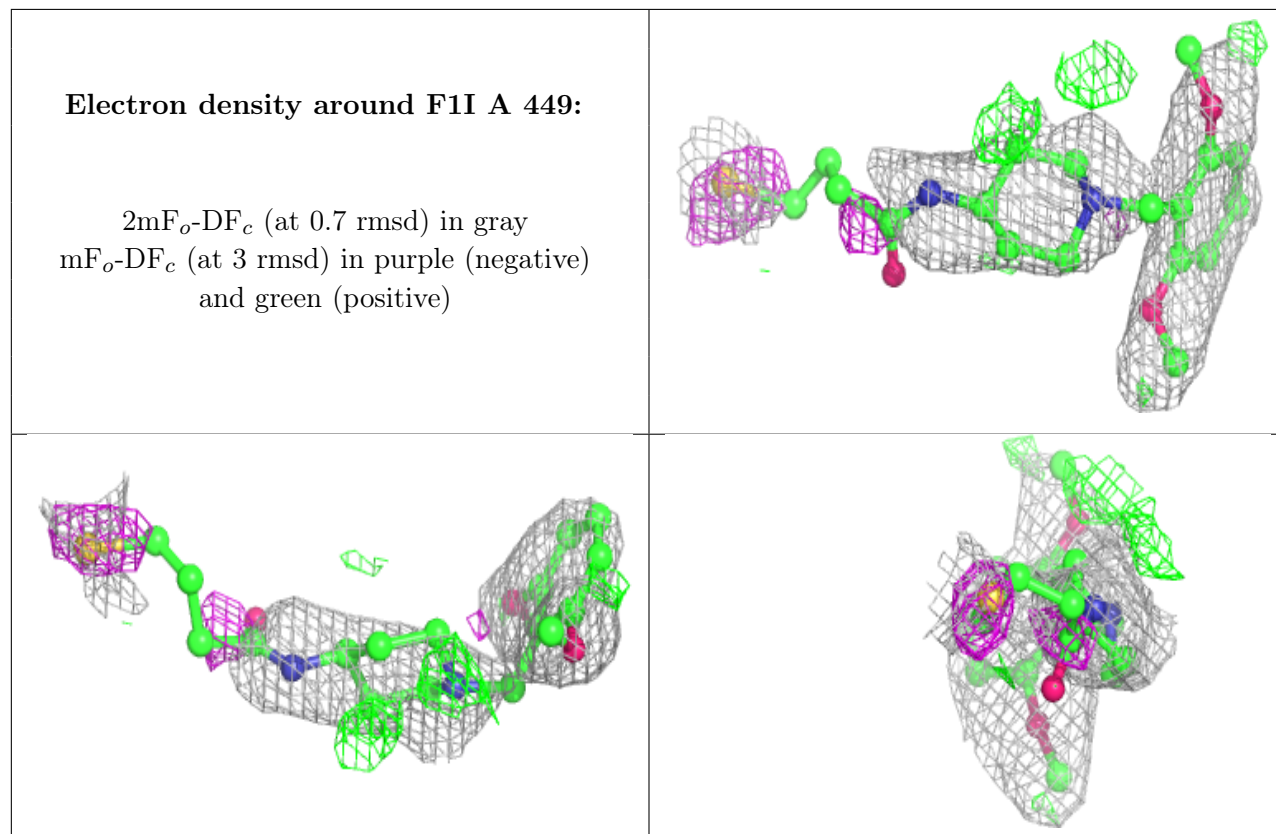 Electron density around F1I A 449:
2mFo-DFc (at 0.7 rmsd) in gray
mFo-DFc (at 3 rmsd) in purple (negative)
and green (positive)